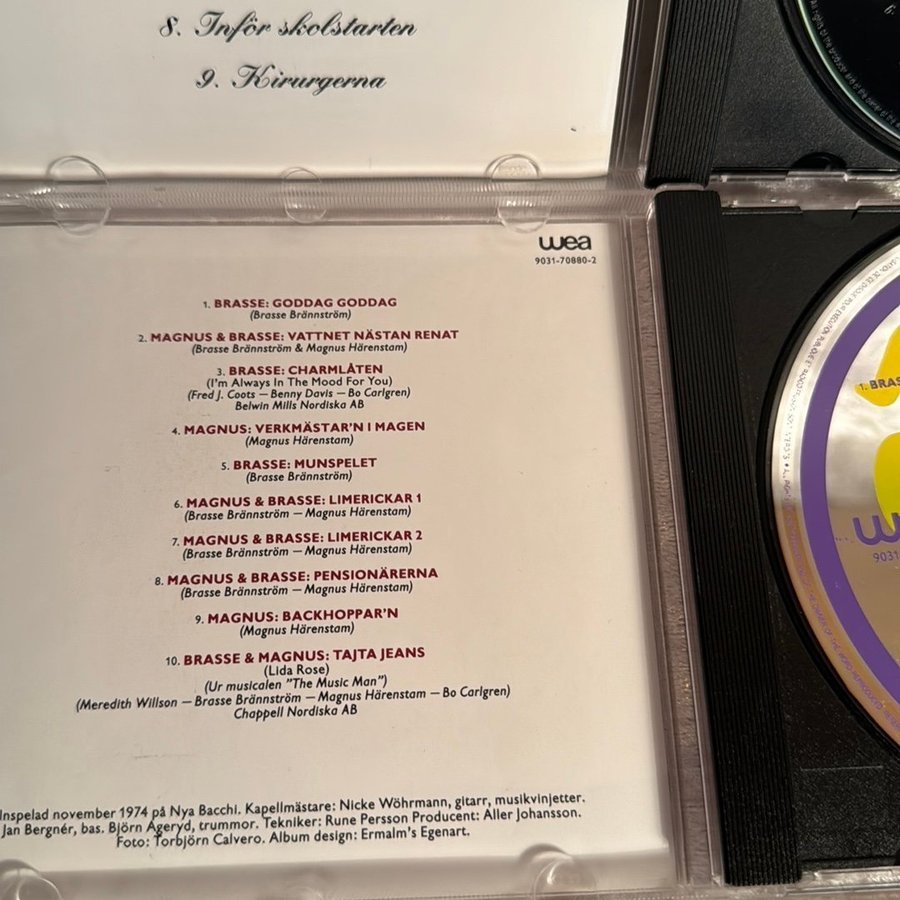 8. Inför skolstarten
9. Kirurgerna
wea
9031-70880-2
1. BRASSE: GODDAG GODDAG
(Brasse Brännström)
2. MAGNUS & BRASSE: VATTNET NÄSTAN RENAT
(Brasse Brännström & Magnus Härenstam)
3. BRASSE: CHARMLÅTEN
(I'm Always In The Mood For You)
(Fred J. Coots – Benny Davis – Bo Carlgren)
Belwin Mills Nordiska AB
4. MAGNUS: VERKMÄSTAR'N I MAGEN
(Magnus Härenstam)
5. BRASSE: MUNSPELET
(Brasse Brännström)
6. MAGNUS & BRASSE: LIMERICKAR 1
(Brasse Brännström – Magnus Härenstam)
7. MAGNUS & BRASSE: LIMERICKAR 2
(Brasse Brännström – Magnus Härenstam)
8. MAGNUS & BRASSE: PENSIONÄRERNA
(Brasse Brännström – Magnus Härenstam)
9. MAGNUS: BACKHOPPAR'N
(Magnus Härenstam)
10. BRASSE & MAGNUS: TAJTA JEANS
(Lida Rose)
(Ur musicalen "The Music Man")
(Meredith Willson – Brasse Brännström – Magnus Härenstam – Bo Carlgren)
Chappell Nordiska AB
Inspelad november 1974 på Nya Bacchi. Kapellmästare: Nicke Wöhrmann, gitarr, musikvinjetter.
Jan Bergnér, bas. Björn Ågeryd, trummor. Tekniker: Rune Persson Producent: Aller Johansson.
Foto: Torbjörn Calvero. Album design: Ermalm's Egenart.
1. BRAS
9031